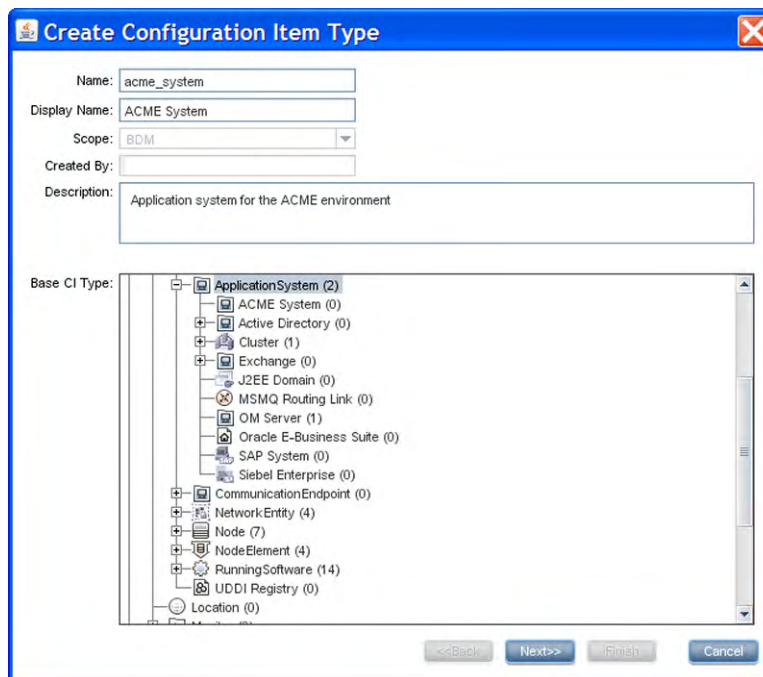 Create Configuration Item Type
Name: acme_system
Display Name: ACME System
Scope: BDM
Created By:
Description: Application system for the ACME environment
Base CI Type:
ApplicationSystem (2)
ACME System (0)
Active Directory (0)
Cluster (1)
Exchange (0)
J2EE Domain (0)
MSMQ Routing Link (0)
OM Server (1)
Oracle E-Business Suite (0)
SAP System (0)
Siebel Enterprise (0)
CommunicationEndpoint (0)
NetworkEntity (4)
Node (7)
NodeElement (4)
RunningSoftware (14)
UDDI Registry (0)
Location (0)
<<Back Next>> Finish Cancel